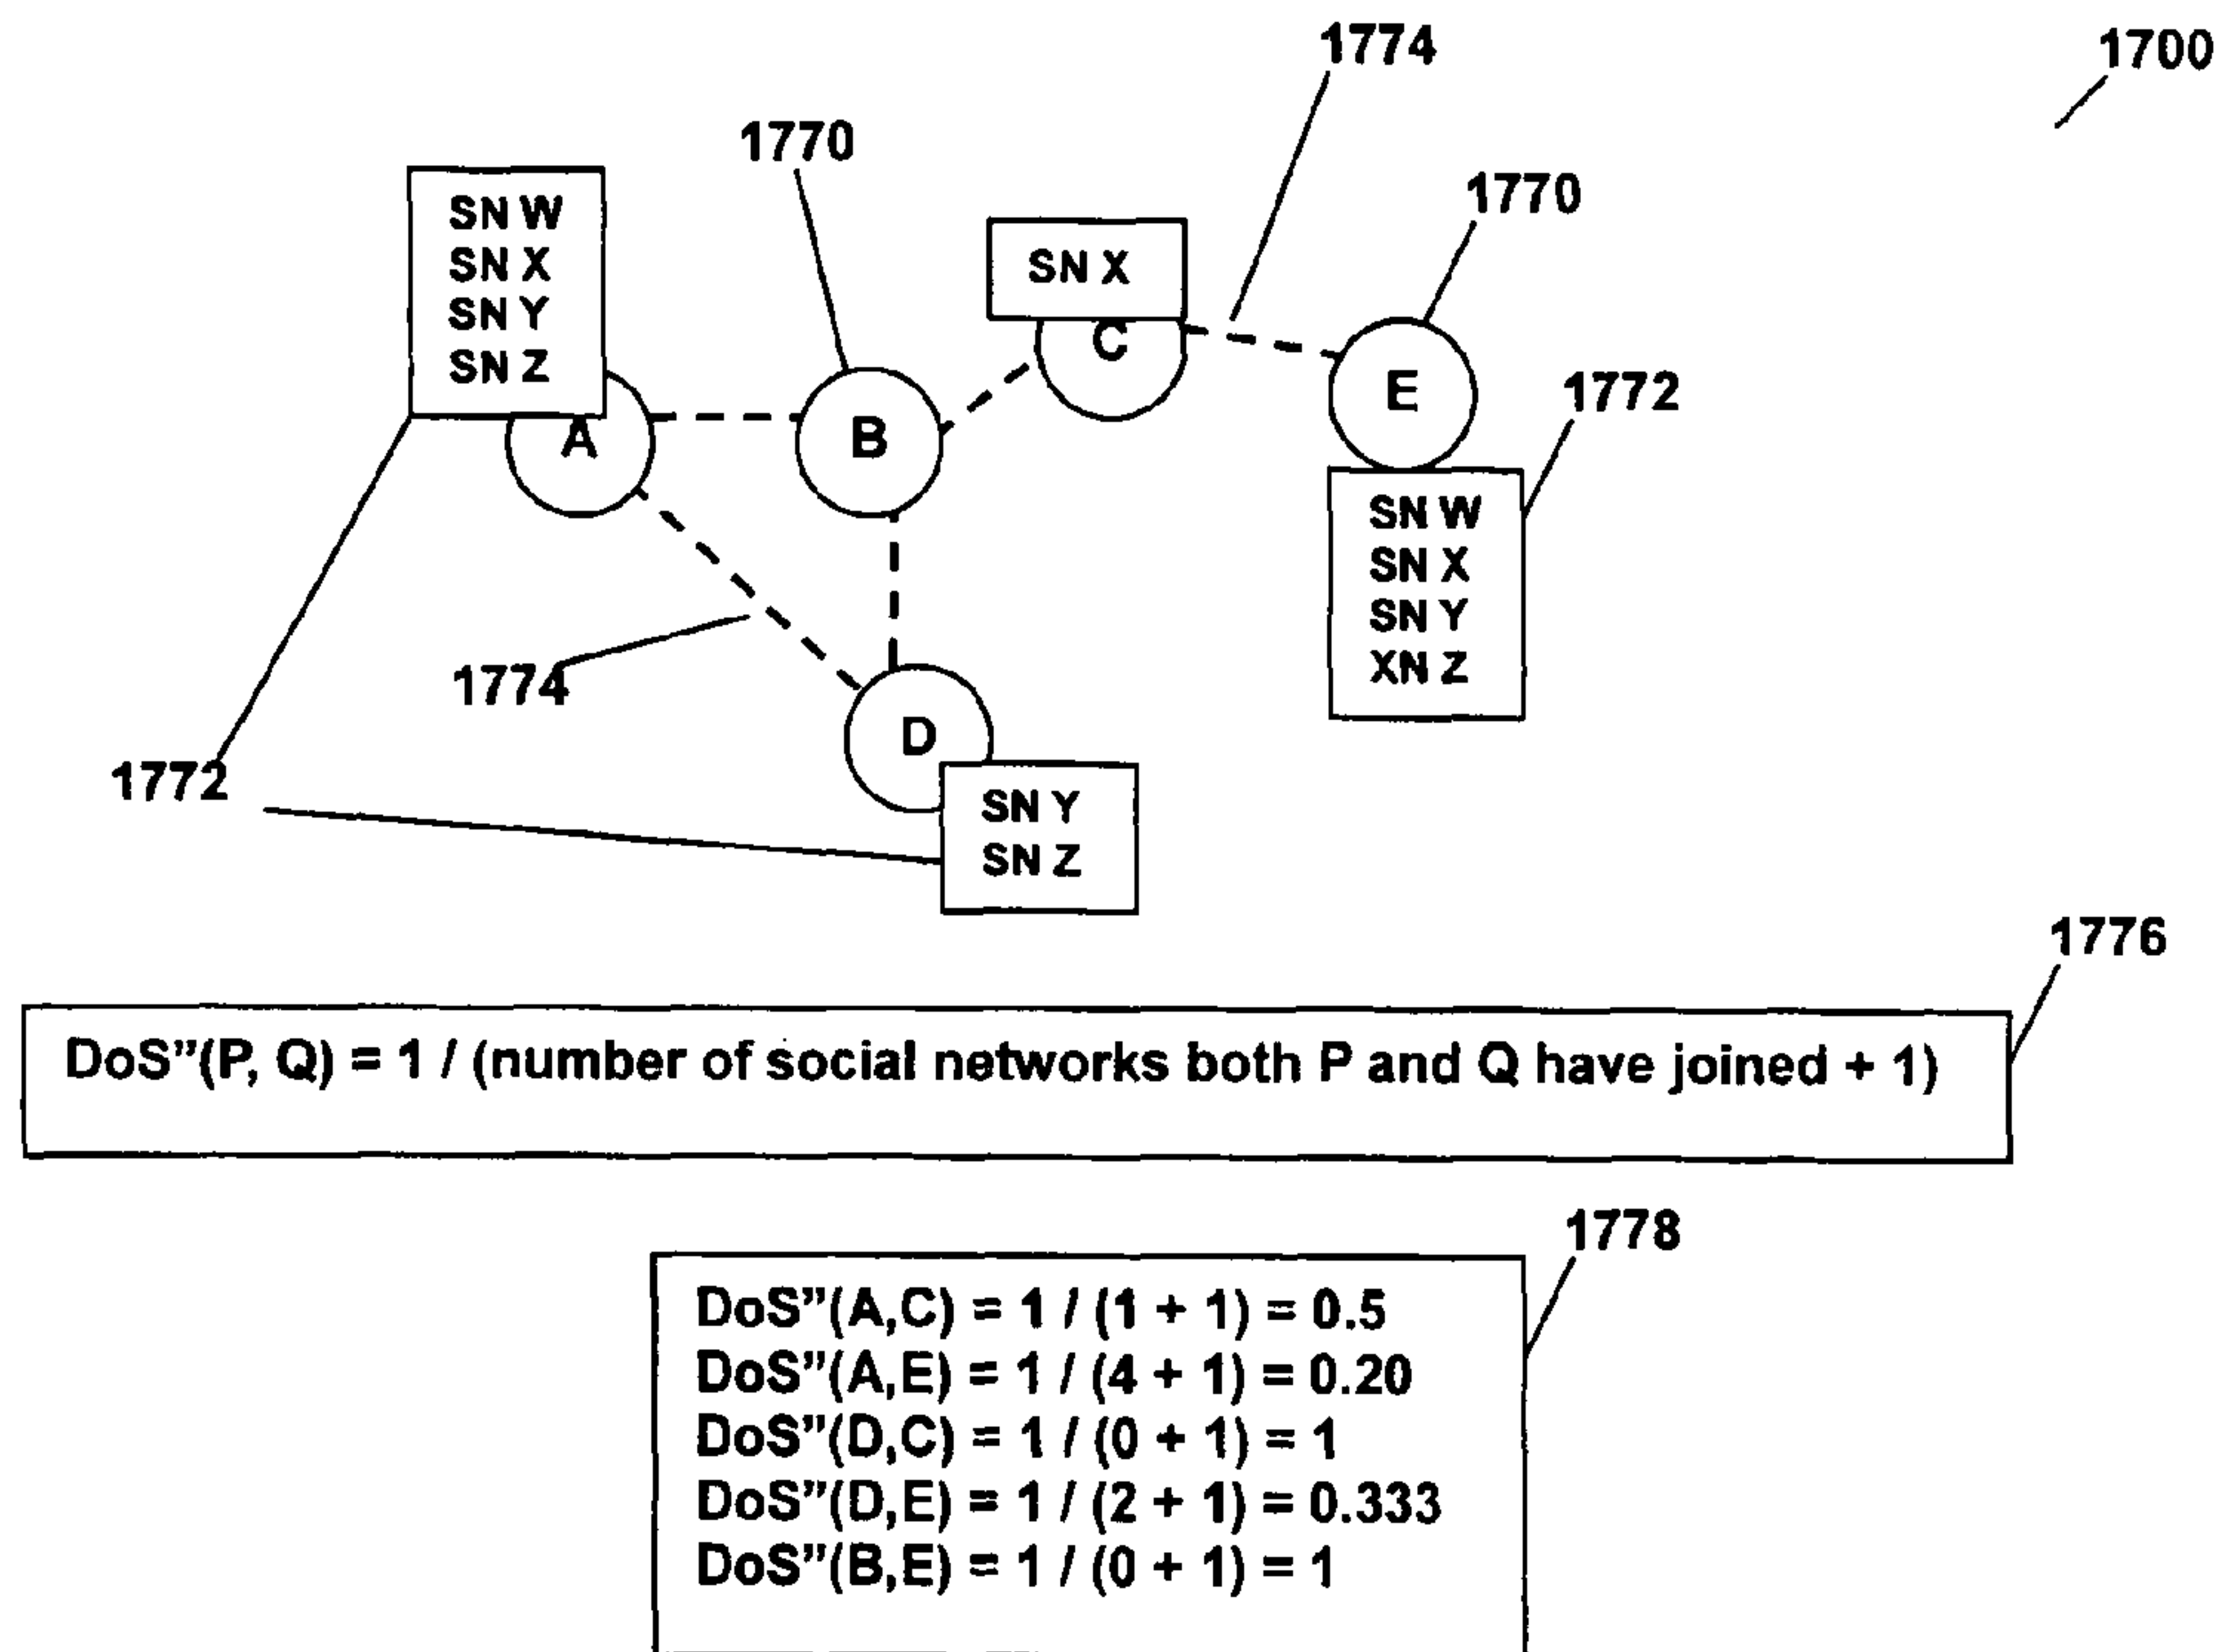 1774
1700
1770
1770
SN W
SN X
SN Y
SN Z
SN X
C
E
1772
A
B
SN W
SN X
SN Y
XN Z
1774
D
1772
SN Y
SN Z
1776
DoS”(P, Q) = 1 / (number of social networks both P and Q have joined + 1)
1778
DoS”(A,C) = 1 / (1 + 1) = 0.5
DoS”(A,E) = 1 / (4 + 1) = 0.20
DoS”(D,C) = 1 / (0 + 1) = 1
DoS”(D,E) = 1 / (2 + 1) = 0.333
DoS”(B,E) = 1 / (0 + 1) = 1